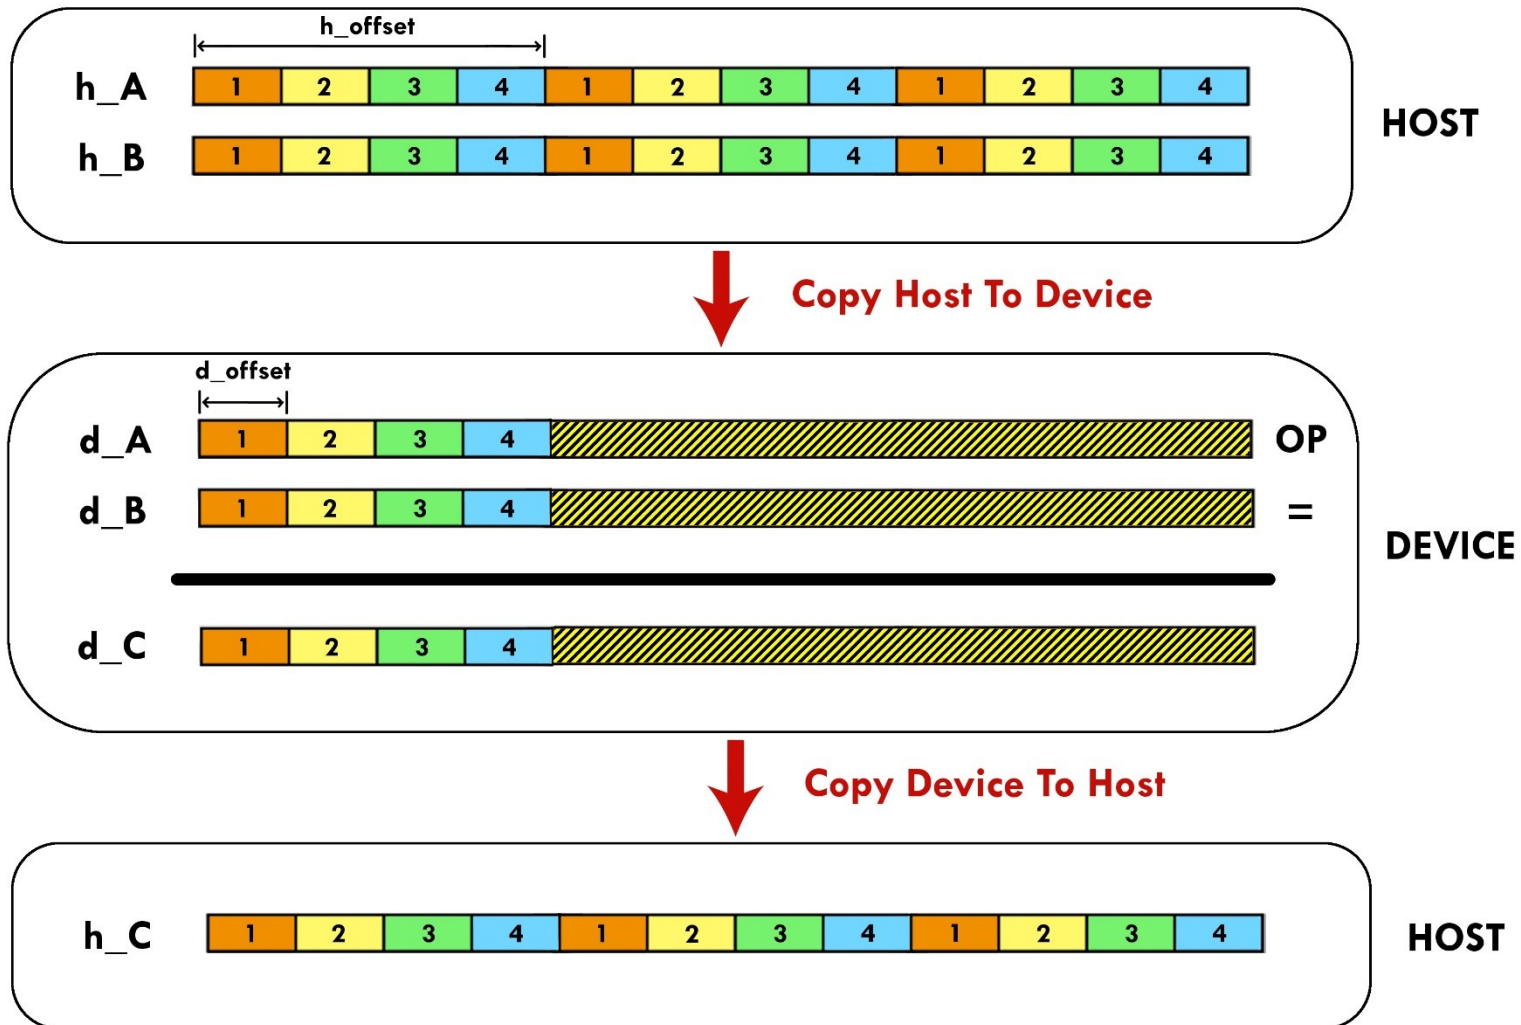 h_offset
h_A 1 2 3 4 1 2 3 4 1 2 3 4
HOST
h_B 1 2 3 4 1 2 3 4 1 2 3 4
Copy Host To Device
d_offset
d_A 1 2 3 4 OP
d_B 1 2 3 4 =
DEVICE
d_C 1 2 3 4
Copy Device To Host
h_C 1 2 3 4 1 2 3 4 1 2 3 4
HOST